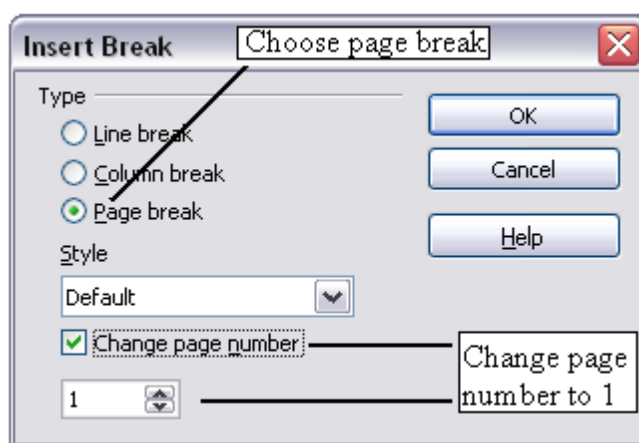 Insert Break
Choose page break
Type
Line break
OK
Column break
Cancel
Page break
Help
Style
Default
Change page number
Change page
number to 1
1